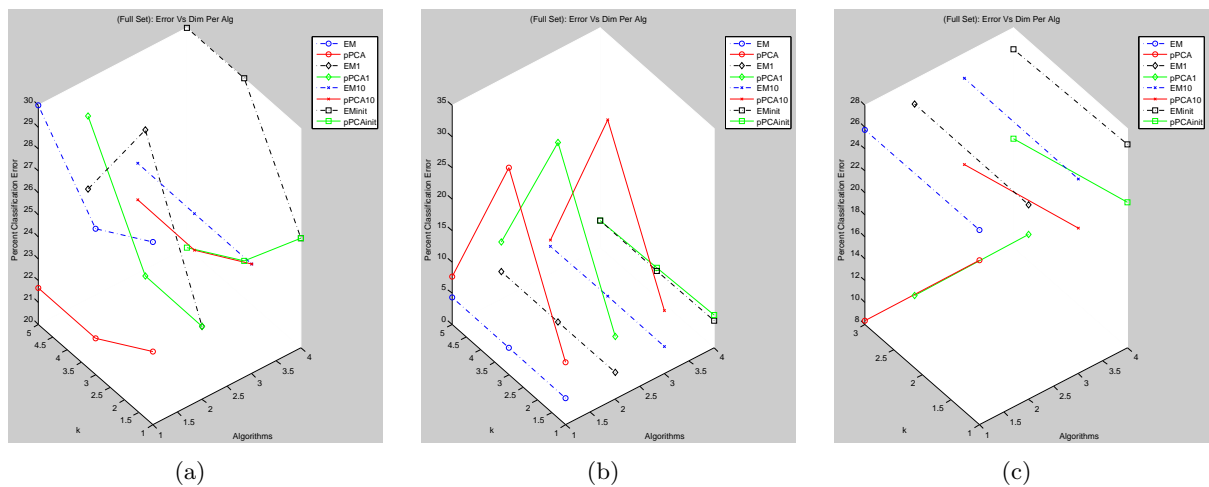 (Full Set): Error Vs Dim Per Alg
EM
pPCA
EM1
pPCA1
EM10
pPCA10
EMinit
pPCAinit
Percent Classification Error
30
29
28
27
26
25
24
23
22
21
20
5
4.5
4
3.5
3
2.5
2
1.5
1
k
1
1.5
2
2.5
3
3.5
4
Algorithms
(a)
(Full Set): Error Vs Dim Per Alg
EM
pPCA
EM1
pPCA1
EM10
pPCA10
EMinit
pPCAinit
Percent Classification Error
35
30
25
20
15
10
5
0
5
4.5
4
3.5
3
2.5
2
1.5
1
k
1
1.5
2
2.5
3
3.5
4
Algorithms
(b)
(Full Set): Error Vs Dim Per Alg
EM
pPCA
EM1
pPCA1
EM10
pPCA10
EMinit
pPCAinit
Percent Classification Error
28
26
24
22
20
18
16
14
12
10
8
3
2.5
2
1.5
1
k
1
1.5
2
2.5
3
3.5
4
Algorithms
(c)